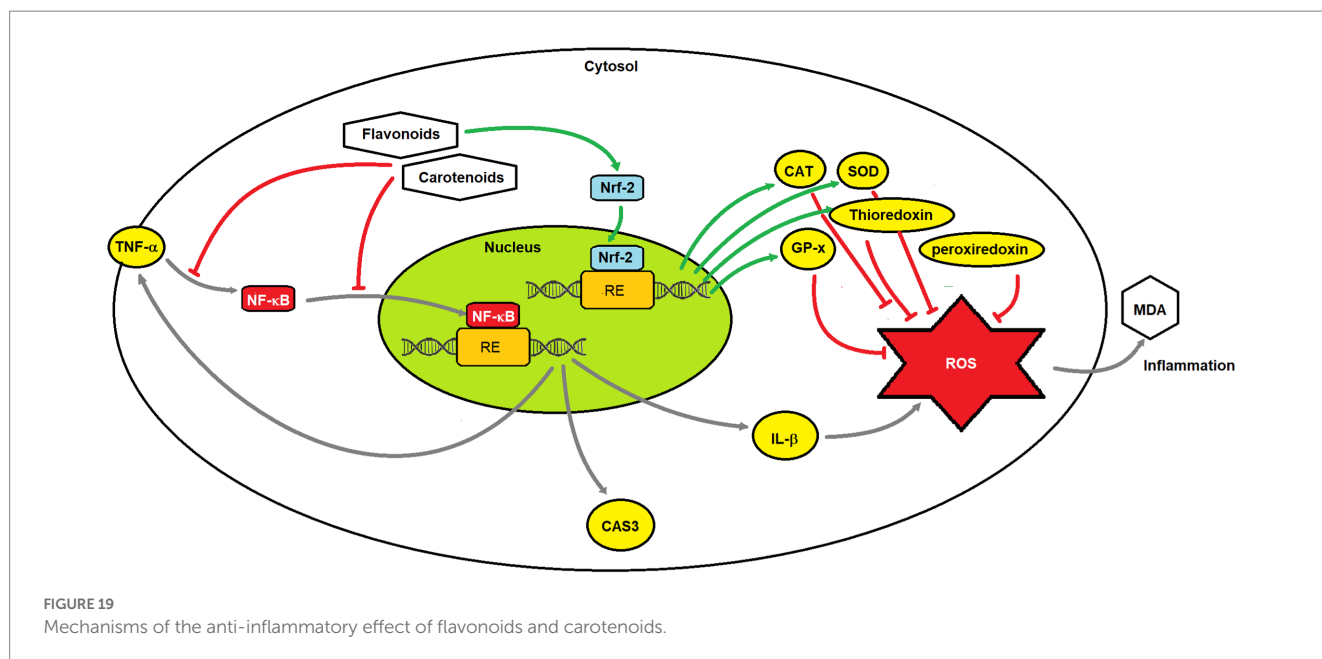 Cytosol
Flavonoids
Carotenoids
Nrf-2
CAT
SOD
Thioredoxin
TNF-α
Nucleus
Nrf-2
GP-x
peroxiredoxin
NF-κB
RE
NF-κB
RE
MDA
ROS
Inflammation
IL-β
CAS3
FIGURE 19
Mechanisms of the anti-inflammatory effect of flavonoids and carotenoids.